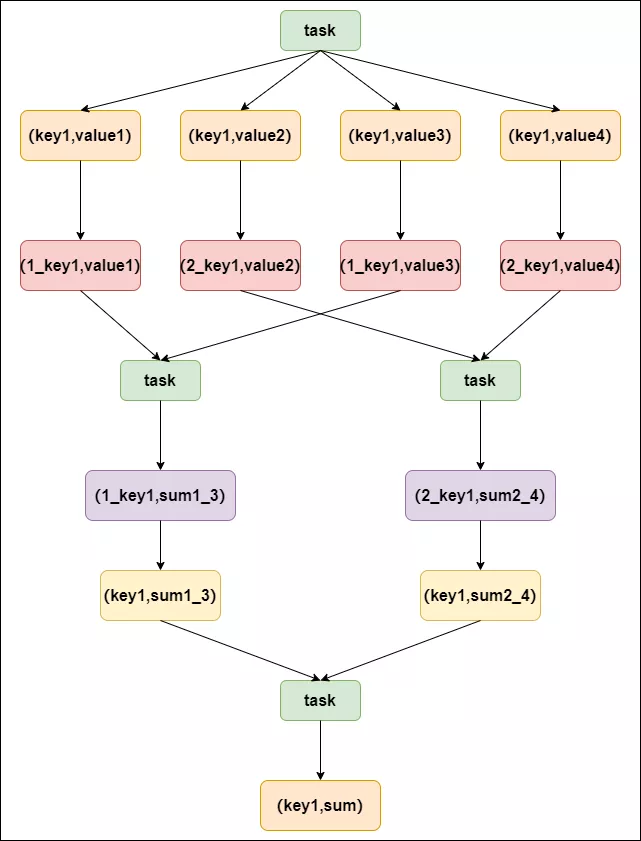 task
(key1,value1)
(key1,value2)
(key1,value3)
(key1,value4)
(1_key1,value1)
(2_key1,value2)
(1_key1,value3)
(2_key1,value4)
task
task
(1_key1,sum1_3)
(2_key1,sum2_4)
(key1,sum1_3)
(key1,sum2_4)
task
(key1,sum)